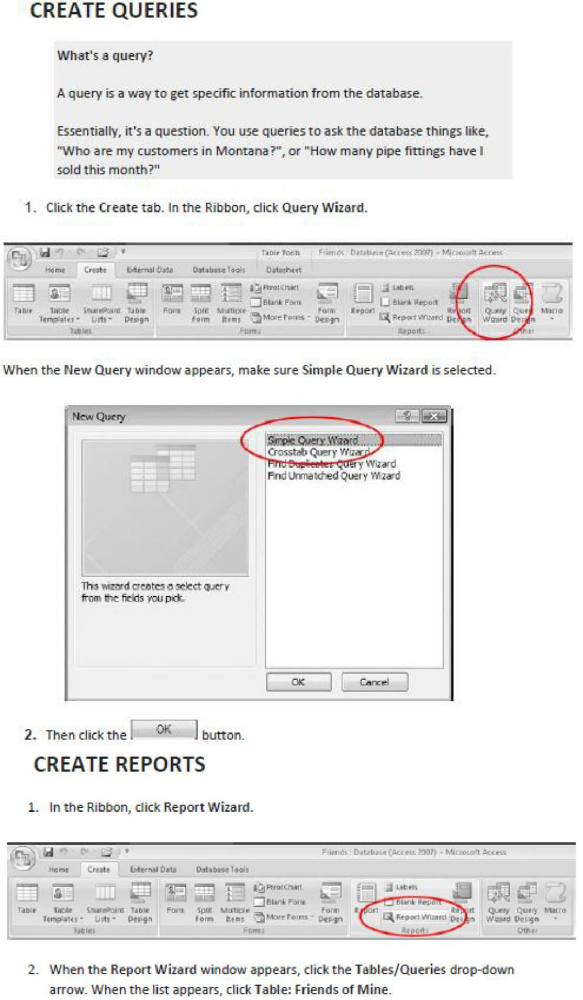 CREATE QUERIES
What's a query?
A query is a way to get specific information from the database.
Essentially, it's a question. You use queries to ask the database things like,
"Who are my customers in Montana?", or "How many pipe fittings have I
sold this month?"
1. Click the Create tab. In the Ribbon, click Query Wizard.
Table Tools Friends : Database (Access 2007) - Microsoft Access
Home Create External Data Database Tools Datasheet
PivotChart Labels
Blank Form Blank Report
Table Table SharePoint Table Form Split Multiple Form Report Report Query Query Macro
Templates Lists Design Form Items More Forms Design Report Wizard Design Wizard Design
Tables Forms Reports Other
When the New Query window appears, make sure Simple Query Wizard is selected.
New Query
Simple Query Wizard
Crosstab Query Wizard
Find Duplicates Query Wizard
Find Unmatched Query Wizard
This wizard creates a select query
from the fields you pick.
OK Cancel
2. Then click the OK button.
CREATE REPORTS
1. In the Ribbon, click Report Wizard.
Friends : Database (Access 2007) - Microsoft Access
Home Create External Data Database Tools
PivotChart Labels
Blank Form Blank Report
Table Table SharePoint Table Form Split Multiple Form Report Report Query Query Macro
Templates Lists Design Form Items More Forms Design Report Wizard Design Wizard Design
Tables Forms Reports Other
2. When the Report Wizard window appears, click the Tables/Queries drop-down
arrow. When the list appears, click Table: Friends of Mine.